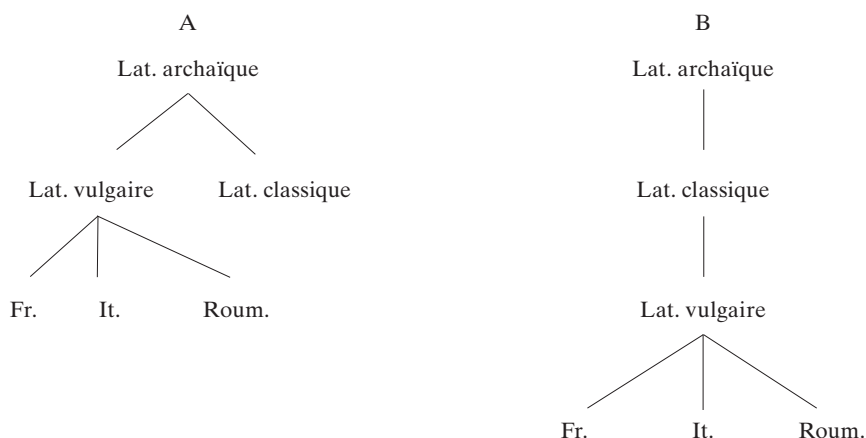 A B
Lat. archaïque Lat. archaïque
Lat. vulgaire Lat. classique Lat. classique
Fr. It. Roum. Lat. vulgaire
Fr. It. Roum.